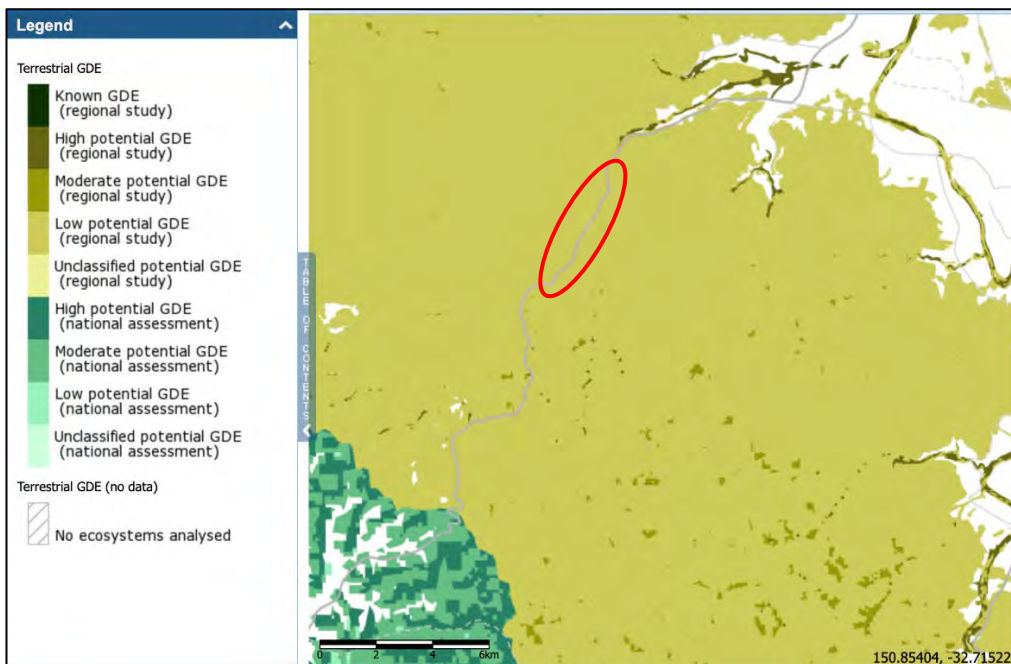 Legend
Terrestrial GDE
Known GDE
(regional study)
High potential GDE
(regional study)
Moderate potential GDE
(regional study)
Low potential GDE
(regional study)
Unclassified potential GDE
(regional study)
High potential GDE
(national assessment)
Moderate potential GDE
(national assessment)
Low potential GDE
(national assessment)
Unclassified potential GDE
(national assessment)
Terrestrial GDE (no data)
No ecosystems analysed
TABLE OF CONTENTS
0 2 4 6km
150.85404, -32.71522